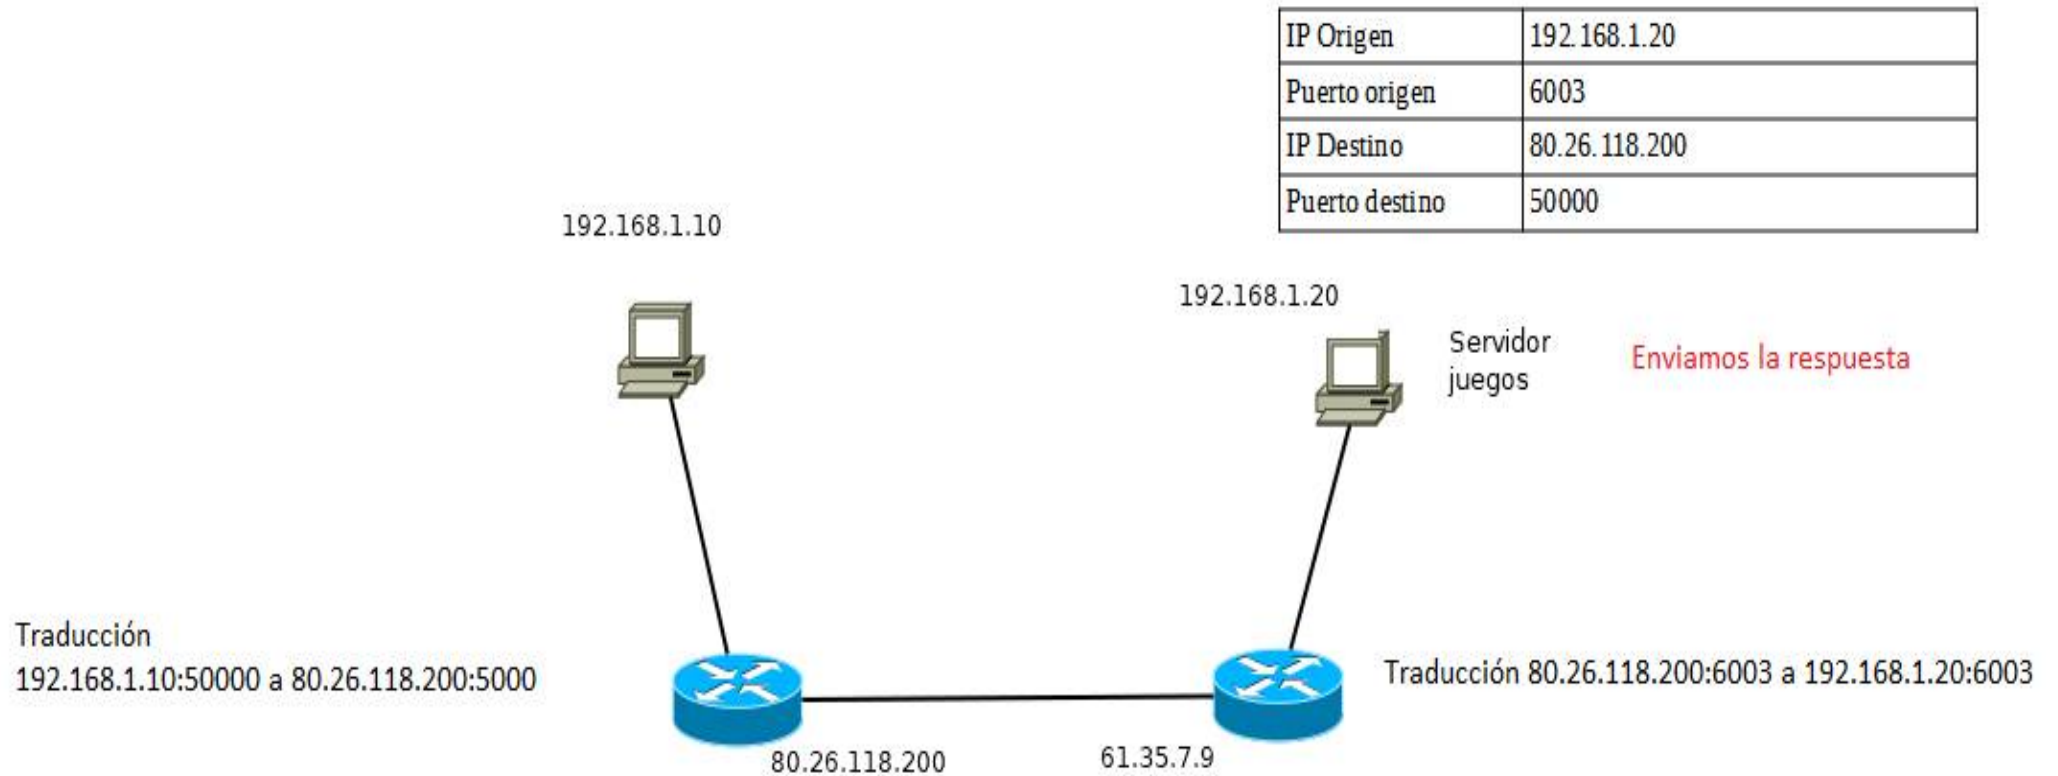 IP Origen 192.168.1.20
Puerto origen 6003
IP Destino 80.26.118.200
Puerto destino 50000
192.168.1.10
192.168.1.20
Servidor
juegos
Enviamos la respuesta
Traducción
192.168.1.10:50000 a 80.26.118.200:5000
Traducción 80.26.118.200:6003 a 192.168.1.20:6003
80.26.118.200
61.35.7.9